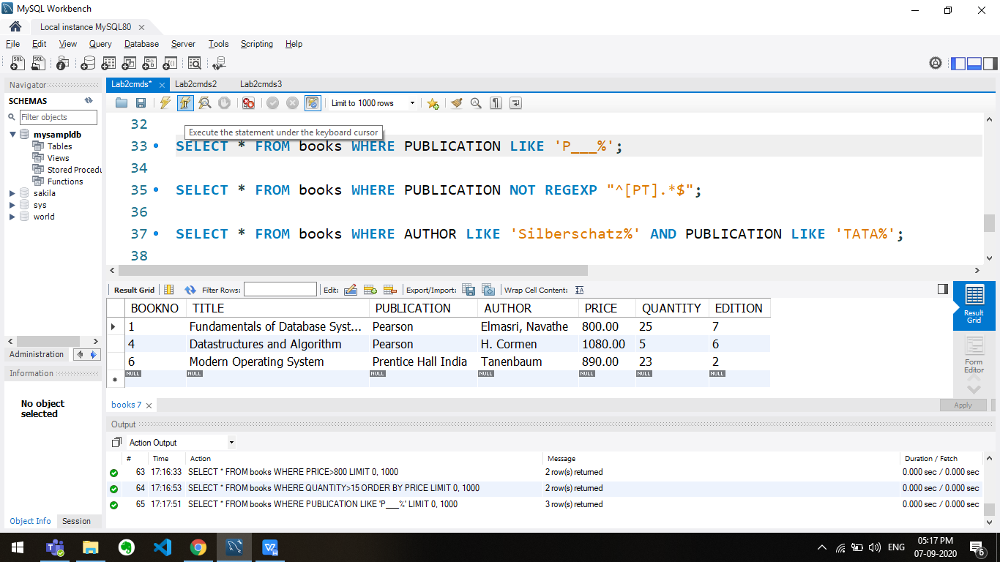 MySQL Workbench
Local instance MySQL80
File Edit View Query Database Server Tools Scripting Help
Navigator
SCHEMAS
Filter objects
mysampldb
Tables
Views
Stored Procedu
Functions
sakila
sys
world
Administration
Information
No object
selected
Object Info Session
Lab2cmds* Lab2cmds2 Lab2cmds3
Limit to 1000 rows
Execute the statement under the keyboard cursor
32
33 SELECT * FROM books WHERE PUBLICATION LIKE 'P___%';
34
35 SELECT * FROM books WHERE PUBLICATION NOT REGEXP "^[PT].*$";
36
37 SELECT * FROM books WHERE AUTHOR LIKE 'Silberschatz%' AND PUBLICATION LIKE 'TATA%';
38
Result Grid Filter Rows: Edit: Export/Import: Wrap Cell Content:
BOOKNO TITLE PUBLICATION AUTHOR PRICE QUANTITY EDITION
1 Fundamentals of Database Syst... Pearson Elmasri, Navathe 800.00 25 7
4 Datastructures and Algorithm Pearson H. Cormen 1080.00 5 6
6 Modern Operating System Prentice Hall India Tanenbaum 890.00 23 2
NULL NULL NULL NULL NULL NULL NULL
Result
Grid
Form
Editor
books 7
Apply
Output
Action Output
# Time Action Message Duration / Fetch
63 17:16:33 SELECT * FROM books WHERE PRICE>800 LIMIT 0, 1000 2 row(s) returned 0.000 sec / 0.000 sec
64 17:16:53 SELECT * FROM books WHERE QUANTITY>15 ORDER BY PRICE LIMIT 0, 1000 2 row(s) returned 0.000 sec / 0.000 sec
65 17:17:51 SELECT * FROM books WHERE PUBLICATION LIKE 'P___%' LIMIT 0, 1000 3 row(s) returned 0.000 sec / 0.000 sec
ENG
05:17 PM
07-09-2020
6